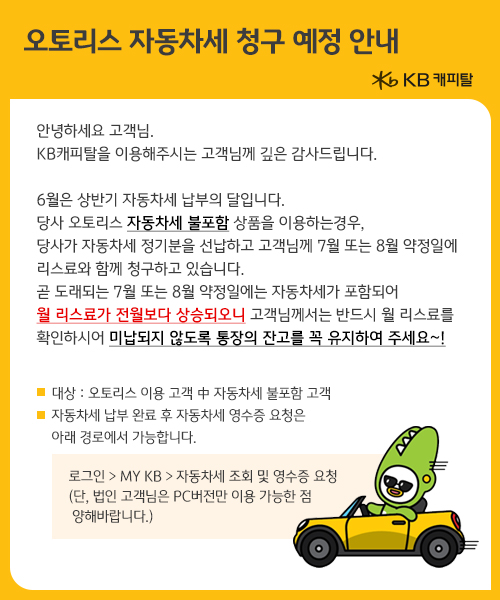 오토리스 자동차세 청구 예정 안내
KB 캐피탈
안녕하세요 고객님.
KB캐피탈을 이용해주시는 고객님께 깊은 감사드립니다.
6월은 상반기 자동차세 납부의 달입니다.
당사 오토리스 자동차세 불포함 상품을 이용하는경우,
당사가 자동차세 정기분을 선납하고 고객님께 7월 또는 8월 약정일에
리스료와 함께 청구하고 있습니다.
곧 도래되는 7월 또는 8월 약정일에는 자동차세가 포함되어
월 리스료가 전월보다 상승되오니 고객님께서는 반드시 월 리스료를
확인하시어 미납되지 않도록 통장의 잔고를 꼭 유지하여 주세요~!
■ 대상 : 오토리스 이용 고객 中 자동차세 불포함 고객
■ 자동차세 납부 완료 후 자동차세 영수증 요청은
아래 경로에서 가능합니다.
로그인 > MY KB > 자동차세 조회 및 영수증 요청
(단, 법인 고객님은 PC버전만 이용 가능한 점
양해바랍니다.)